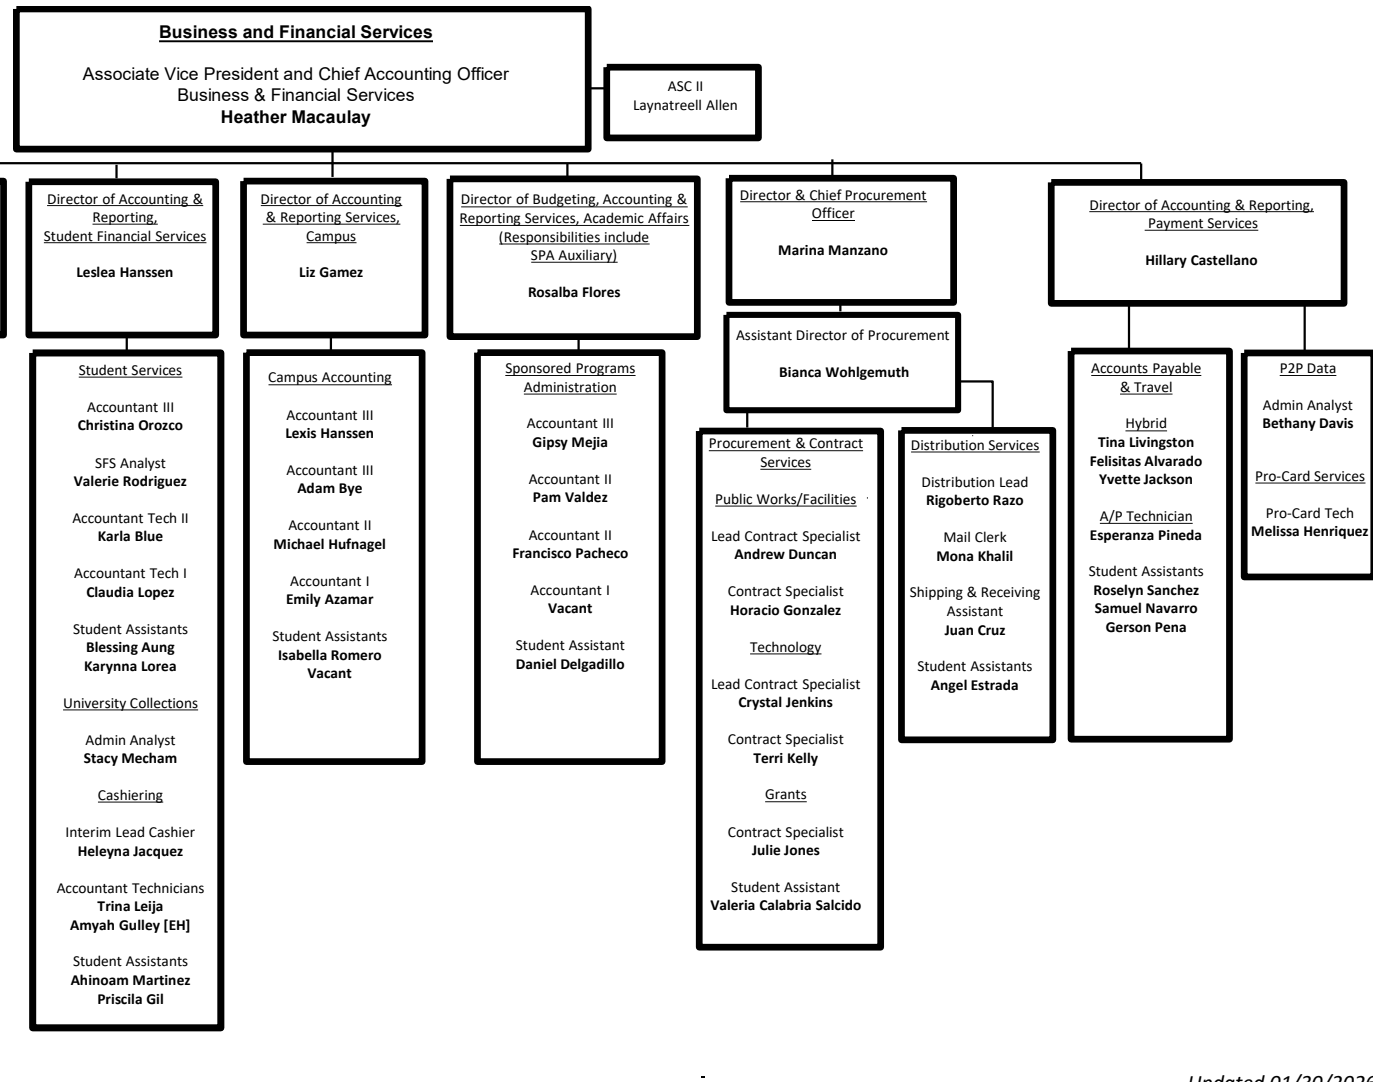 Business and Financial Services
Associate Vice President and Chief Accounting Officer
Business & Financial Services
Heather Macaulay
ASC II
Laynatreell Allen
Director of Accounting &
Reporting,
Student Financial Services
Leslea Hanssen
Director of Accounting
& Reporting Services,
Campus
Liz Gamez
Director of Budgeting, Accounting &
Reporting Services, Academic Affairs
(Responsibilities include
SPA Auxiliary)
Rosalba Flores
Director & Chief Procurement
Officer
Marina Manzano
Director of Accounting & Reporting,
Payment Services
Hillary Castellano
Assistant Director of Procurement
Bianca Wohlgemuth
Student Services
Accountant III
Christina Orozco
SFS Analyst
Valerie Rodriguez
Accountant Tech II
Karla Blue
Accountant Tech I
Claudia Lopez
Student Assistants
Blessing Aung
Karynna Lorea
University Collections
Admin Analyst
Stacy Mecham
Cashiering
Interim Lead Cashier
Heleyna Jacquez
Accountant Technicians
Trina Leija
Amyah Gulley [EH]
Student Assistants
Ahinoam Martinez
Priscila Gil
Campus Accounting
Accountant III
Lexis Hanssen
Accountant III
Adam Bye
Accountant II
Michael Hufnagel
Accountant I
Emily Azamar
Student Assistants
Isabella Romero
Vacant
Sponsored Programs
Administration
Accountant III
Gipsy Mejia
Accountant II
Pam Valdez
Accountant II
Francisco Pacheco
Accountant I
Vacant
Student Assistant
Daniel Delgadillo
Procurement & Contract
Services
Public Works/Facilities
Lead Contract Specialist
Andrew Duncan
Contract Specialist
Horacio Gonzalez
Technology
Lead Contract Specialist
Crystal Jenkins
Contract Specialist
Terri Kelly
Grants
Contract Specialist
Julie Jones
Student Assistant
Valeria Calabria Salcido
Distribution Services
Distribution Lead
Rigoberto Razo
Mail Clerk
Mona Khalil
Shipping & Receiving
Assistant
Juan Cruz
Student Assistants
Angel Estrada
Accounts Payable
& Travel
Hybrid
Tina Livingston
Felisitas Alvarado
Yvette Jackson
A/P Technician
Esperanza Pineda
Student Assistants
Roselyn Sanchez
Samuel Navarro
Gerson Pena
P2P Data
Admin Analyst
Bethany Davis
Pro-Card Services
Pro-Card Tech
Melissa Henriquez
Updated 01/30/2026